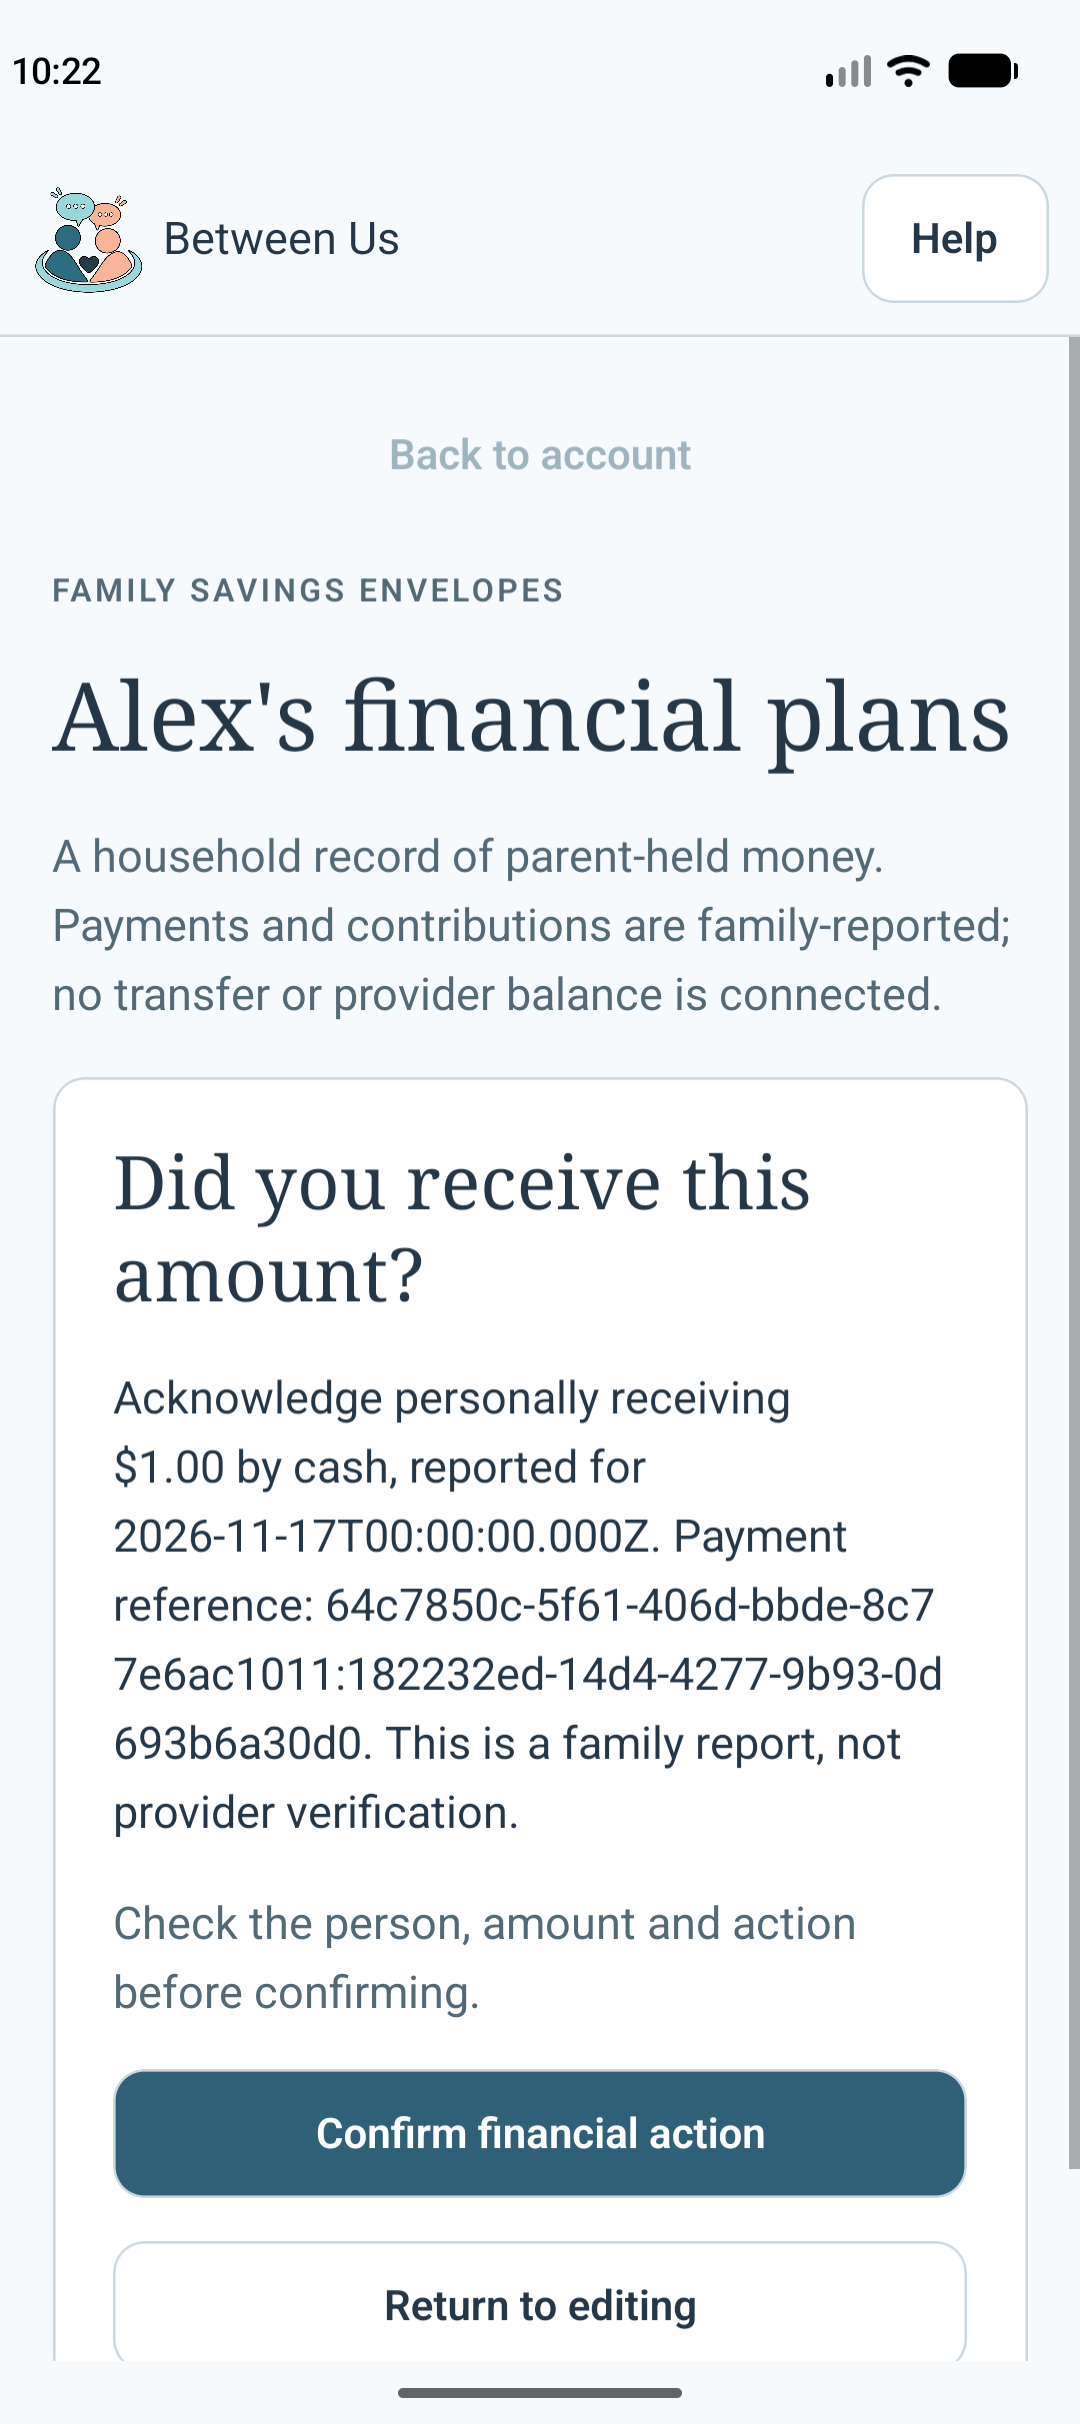 10:22
Between Us
Help
Back to account
FAMILY SAVINGS ENVELOPES
Alex's financial plans
A household record of parent-held money.
Payments and contributions are family-reported;
no transfer or provider balance is connected.
Did you receive this
amount?
Acknowledge personally receiving
$1.00 by cash, reported for
2026-11-17T00:00:00.000Z. Payment
reference: 64c7850c-5f61-406d-bbde-8c7
7e6ac1011:182232ed-14d4-4277-9b93-0d
693b6a30d0. This is a family report, not
provider verification.
Check the person, amount and action
before confirming.
Confirm financial action
Return to editing